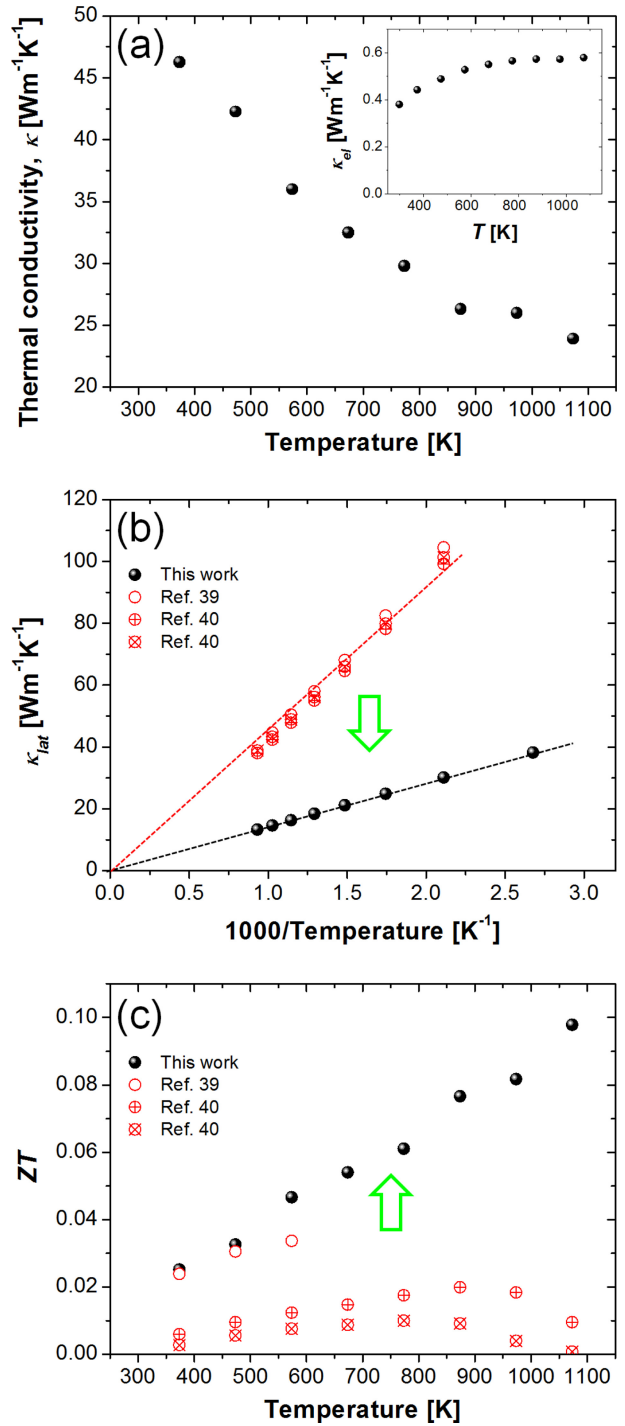 (a)
Thermal conductivity, κ [Wm⁻¹K⁻¹]
50
45
40
35
30
25
20
300 400 500 600 700 800 900 1000 1100
Temperature [K]
κel [Wm⁻¹K⁻¹]
0.6
0.4
0.2
0.0
400 600 800 1000
T [K]
(b)
κlat [Wm⁻¹K⁻¹]
120
100
80
60
40
20
0
This work
Ref. 39
Ref. 40
Ref. 40
0.0 0.5 1.0 1.5 2.0 2.5 3.0
1000/Temperature [K⁻¹]
(c)
ZT
0.10
0.08
0.06
0.04
0.02
0.00
This work
Ref. 39
Ref. 40
Ref. 40
300 400 500 600 700 800 900 1000 1100
Temperature [K]